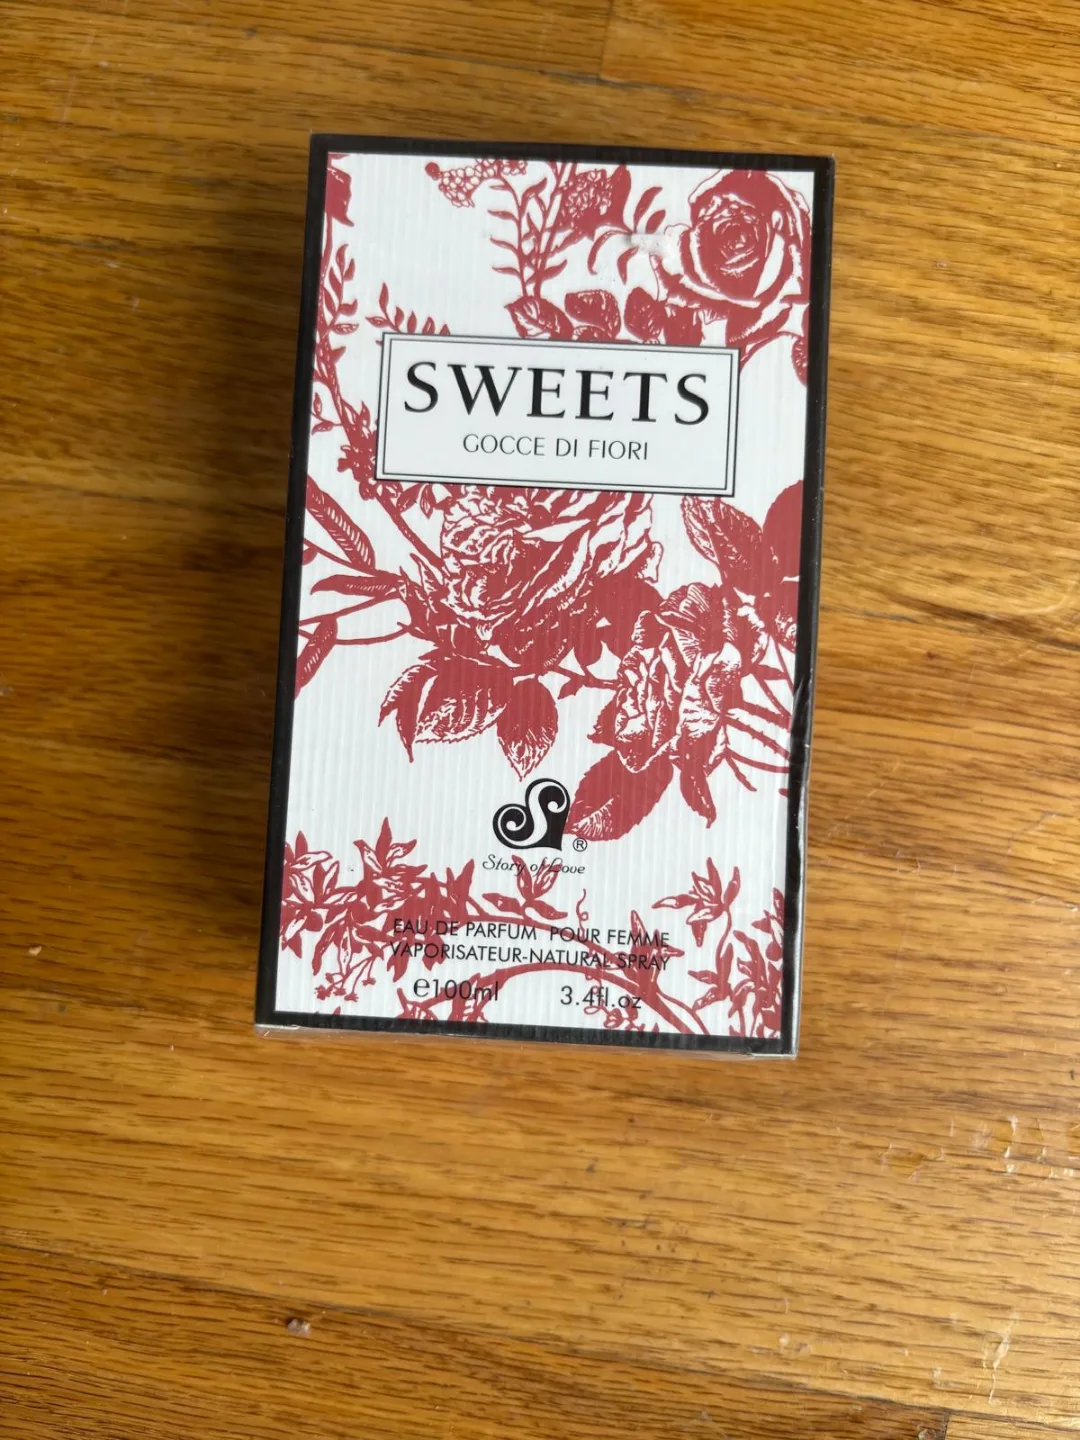 SWEETS
GOCCE DI FIORI
S
®
Story of Love
EAU DE PARFUM POUR FEMME
VAPORISATEUR-NATURAL SPRAY
℮100ml 3.4fl.oz